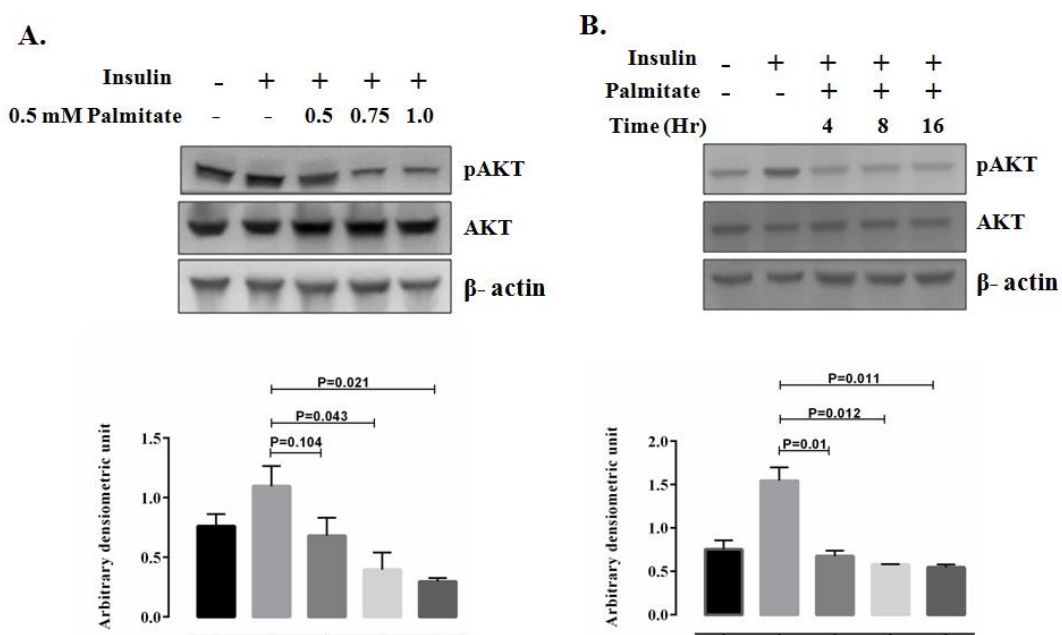 A.
Insulin - + + + +
0.5 mM Palmitate - - 0.5 0.75 1.0
pAKT
AKT
β- actin
P=0.021
P=0.043
P=0.104
Arbitrary densiometric unit
1.5
1.0
0.5
0.0
B.
Insulin - + + + +
Palmitate - - + + +
Time (Hr) 4 8 16
pAKT
AKT
β- actin
P=0.011
P=0.012
P=0.01
Arbitrary densiometric unit
2.0
1.5
1.0
0.5
0.0